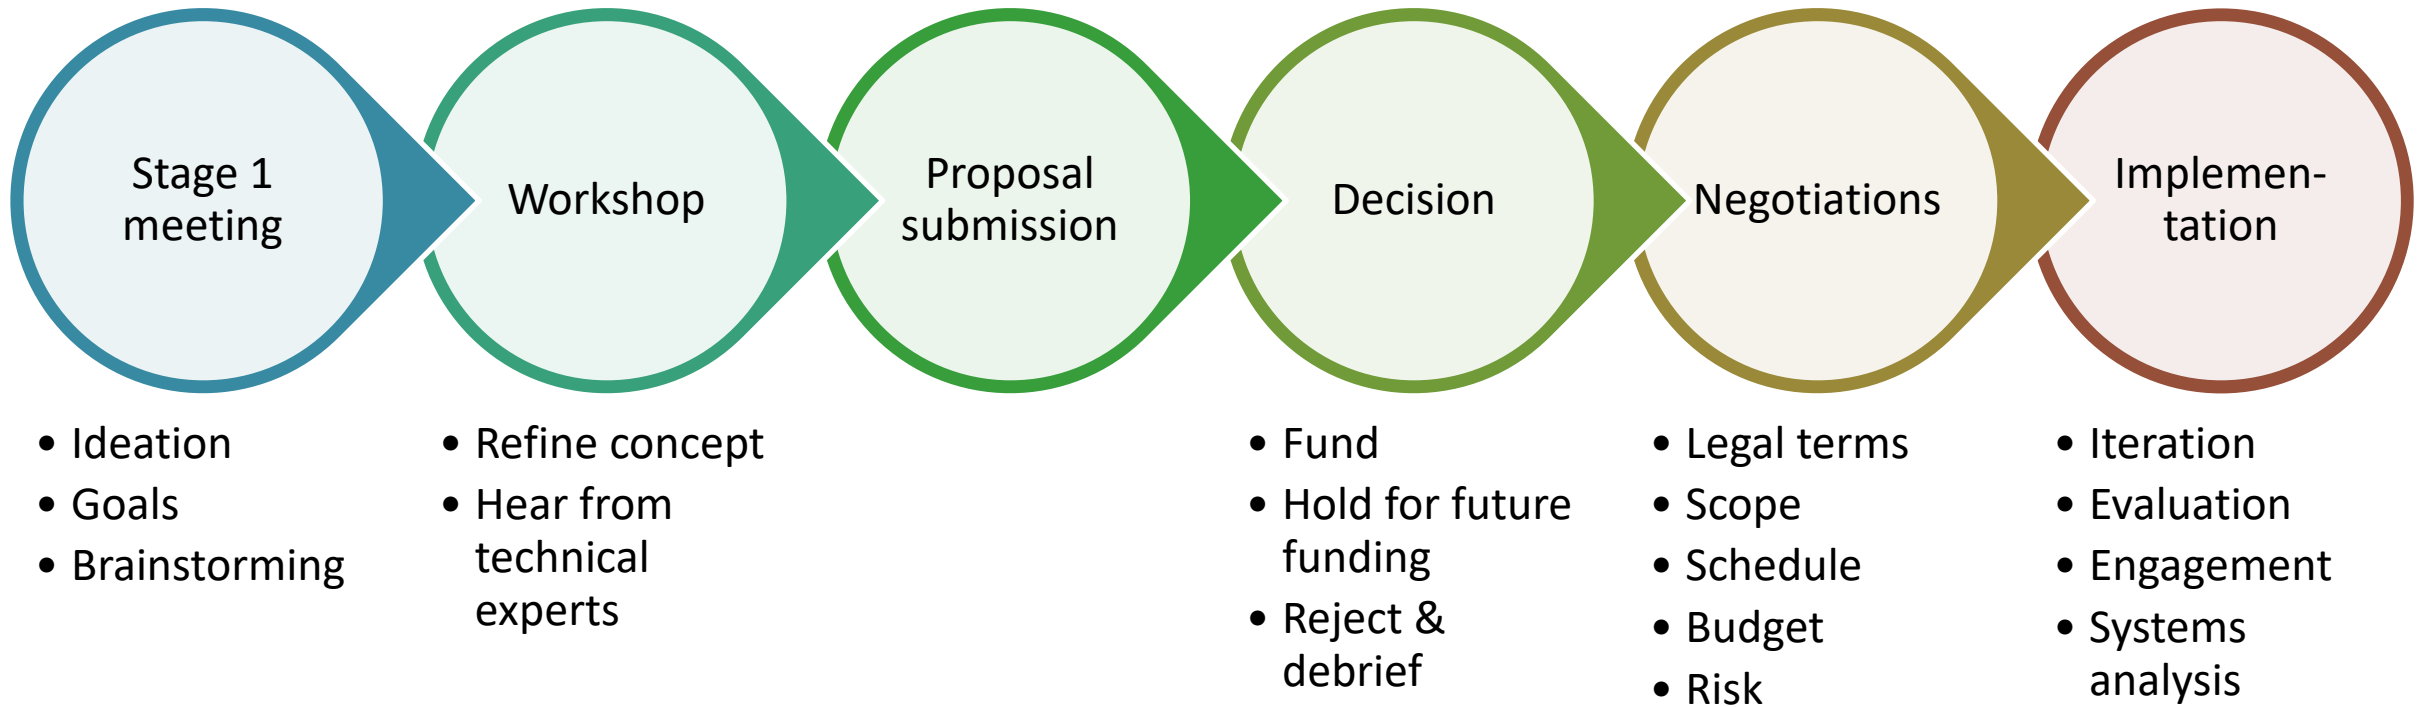 Stage 1
meeting
Workshop
Proposal
submission
Decision
Negotiations
Implemen-
tation
• Ideation
• Goals
• Brainstorming
• Refine concept
• Hear from
technical
experts
• Fund
• Hold for future
funding
• Reject &
debrief
• Legal terms
• Scope
• Schedule
• Budget
• Risk
• Iteration
• Evaluation
• Engagement
• Systems
analysis